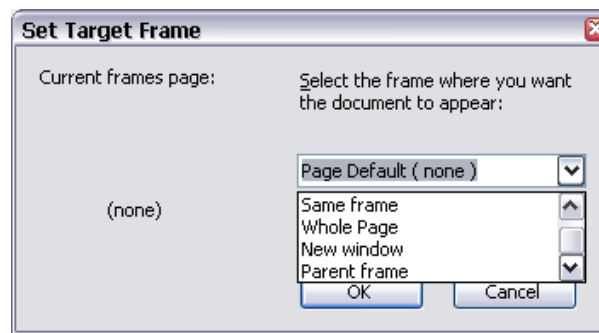 Set Target Frame
Current frames page:
Select the frame where you want
the document to appear:
Page Default ( none )
(none)
Same frame
Whole Page
New window
Parent frame
OK
Cancel